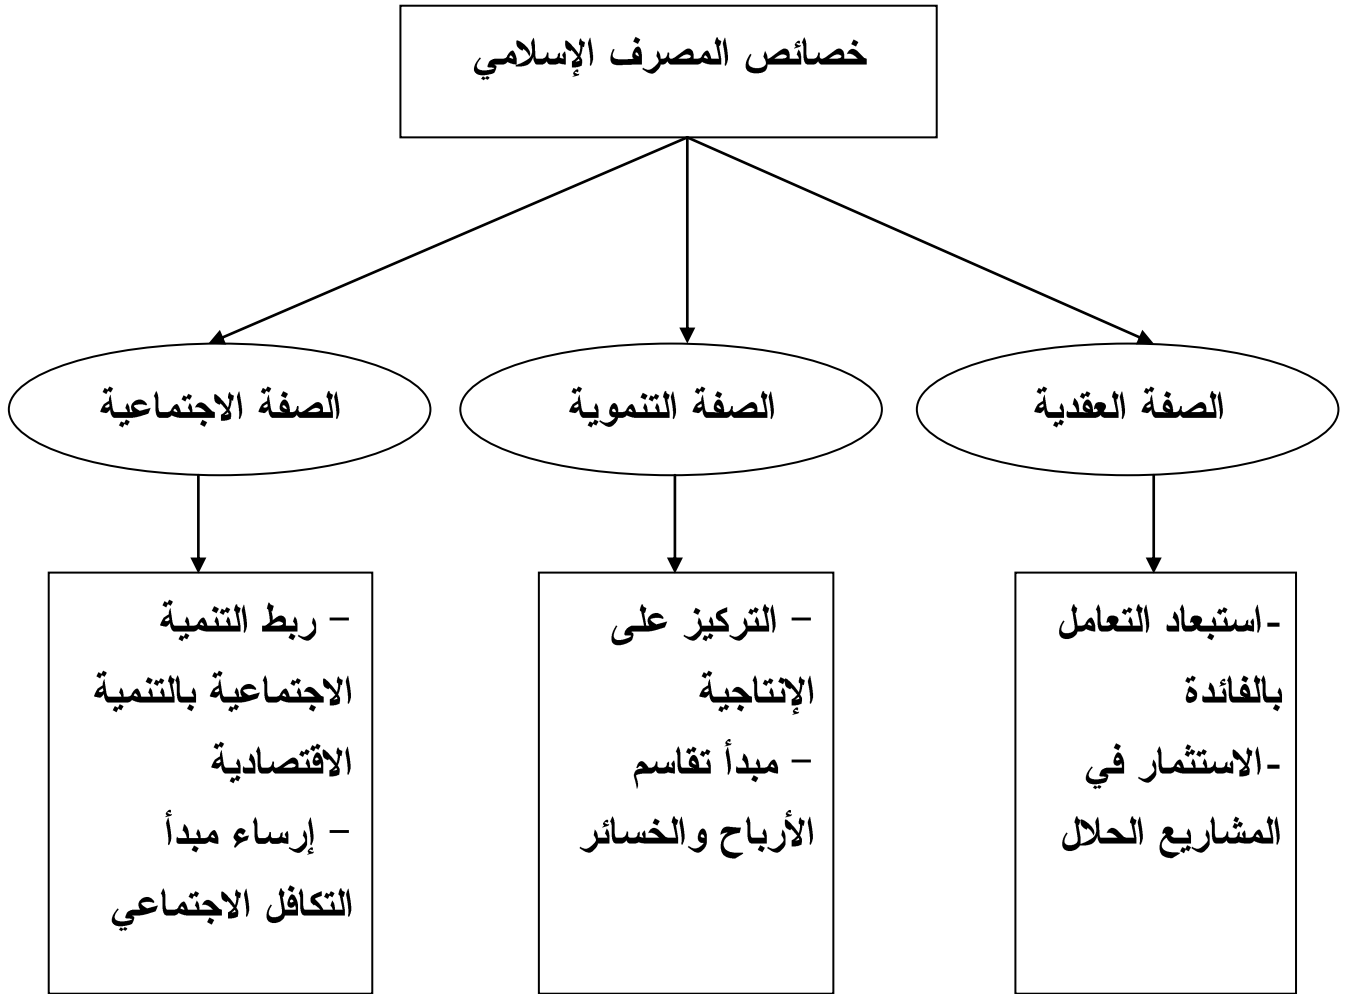 خصائص المصرف الإسلامي
الصفة العقدية
الصفة التنموية
الصفة الاجتماعية
-استبعاد التعامل
بالفائدة
-الاستثمار في
المشاريع الحلال
– التركيز على
الإنتاجية
– مبدأ تقاسم
الأرباح والخسائر
– ربط التنمية
الاجتماعية بالتنمية
الاقتصادية
– إرساء مبدأ
التكافل الاجتماعي